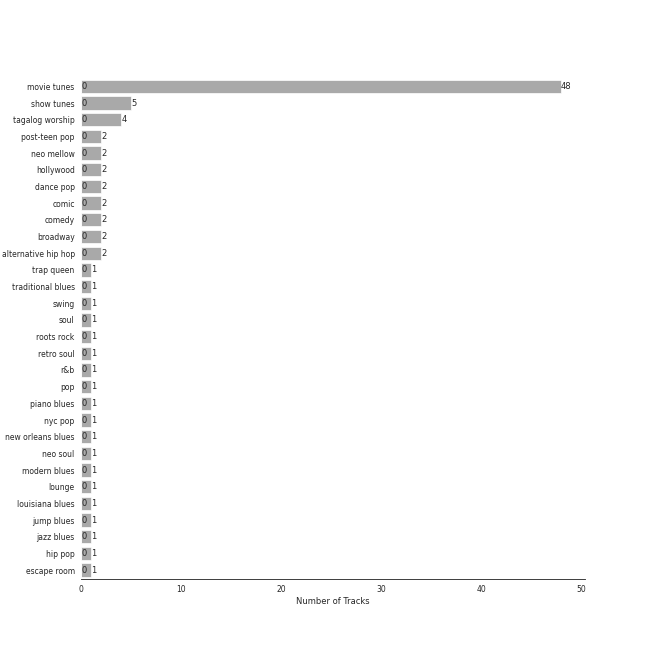 movie tunes 0 48
show tunes 0 5
tagalog worship 0 4
post-teen pop 0 2
neo mellow 0 2
hollywood 0 2
dance pop 0 2
comic 0 2
comedy 0 2
broadway 0 2
alternative hip hop 0 2
trap queen 0 1
traditional blues 0 1
swing 0 1
soul 0 1
roots rock 0 1
retro soul 0 1
r&b 0 1
pop 0 1
piano blues 0 1
nyc pop 0 1
new orleans blues 0 1
neo soul 0 1
modern blues 0 1
lounge 0 1
louisiana blues 0 1
jump blues 0 1
jazz blues 0 1
hip pop 0 1
escape room 0 1
0 10 20 30 40 50
Number of Tracks